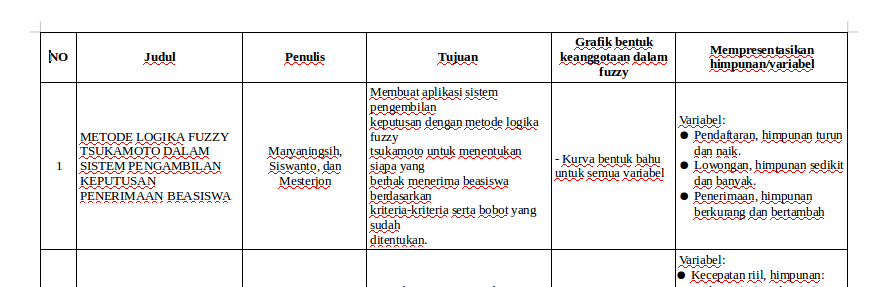 NO
Judul
Penulis
Tujuan
Grafik bentuk
keanggotaan dalam
fuzzy
Mempresentasikan
himpunan/variabel
1
METODE LOGIKA FUZZY
TSUKAMOTO DALAM
SISTEM PENGAMBILAN
KEPUTUSAN
PENERIMAAN BEASISWA
Maryaningsih,
Siswanto, dan
Mesterjon
Membuat aplikasi sistem
pengembilan
keputusan dengan metode logika
fuzzy
tsukamoto untuk menentukan
siapa yang
berhak menerima beasiswa
berdasarkan
kriteria-kriteria serta bobot yang
sudah
ditentukan.
- Kurva bentuk bahu
untuk semua variabel
Variabel:
● Pendaftaran, himpunan turun
dan naik.
● Lowongan, himpunan sedikit
dan banyak.
● Penerimaan, himpunan
berkurang dan bertambah
Variabel:
● Kecepatan riil, himpunan: